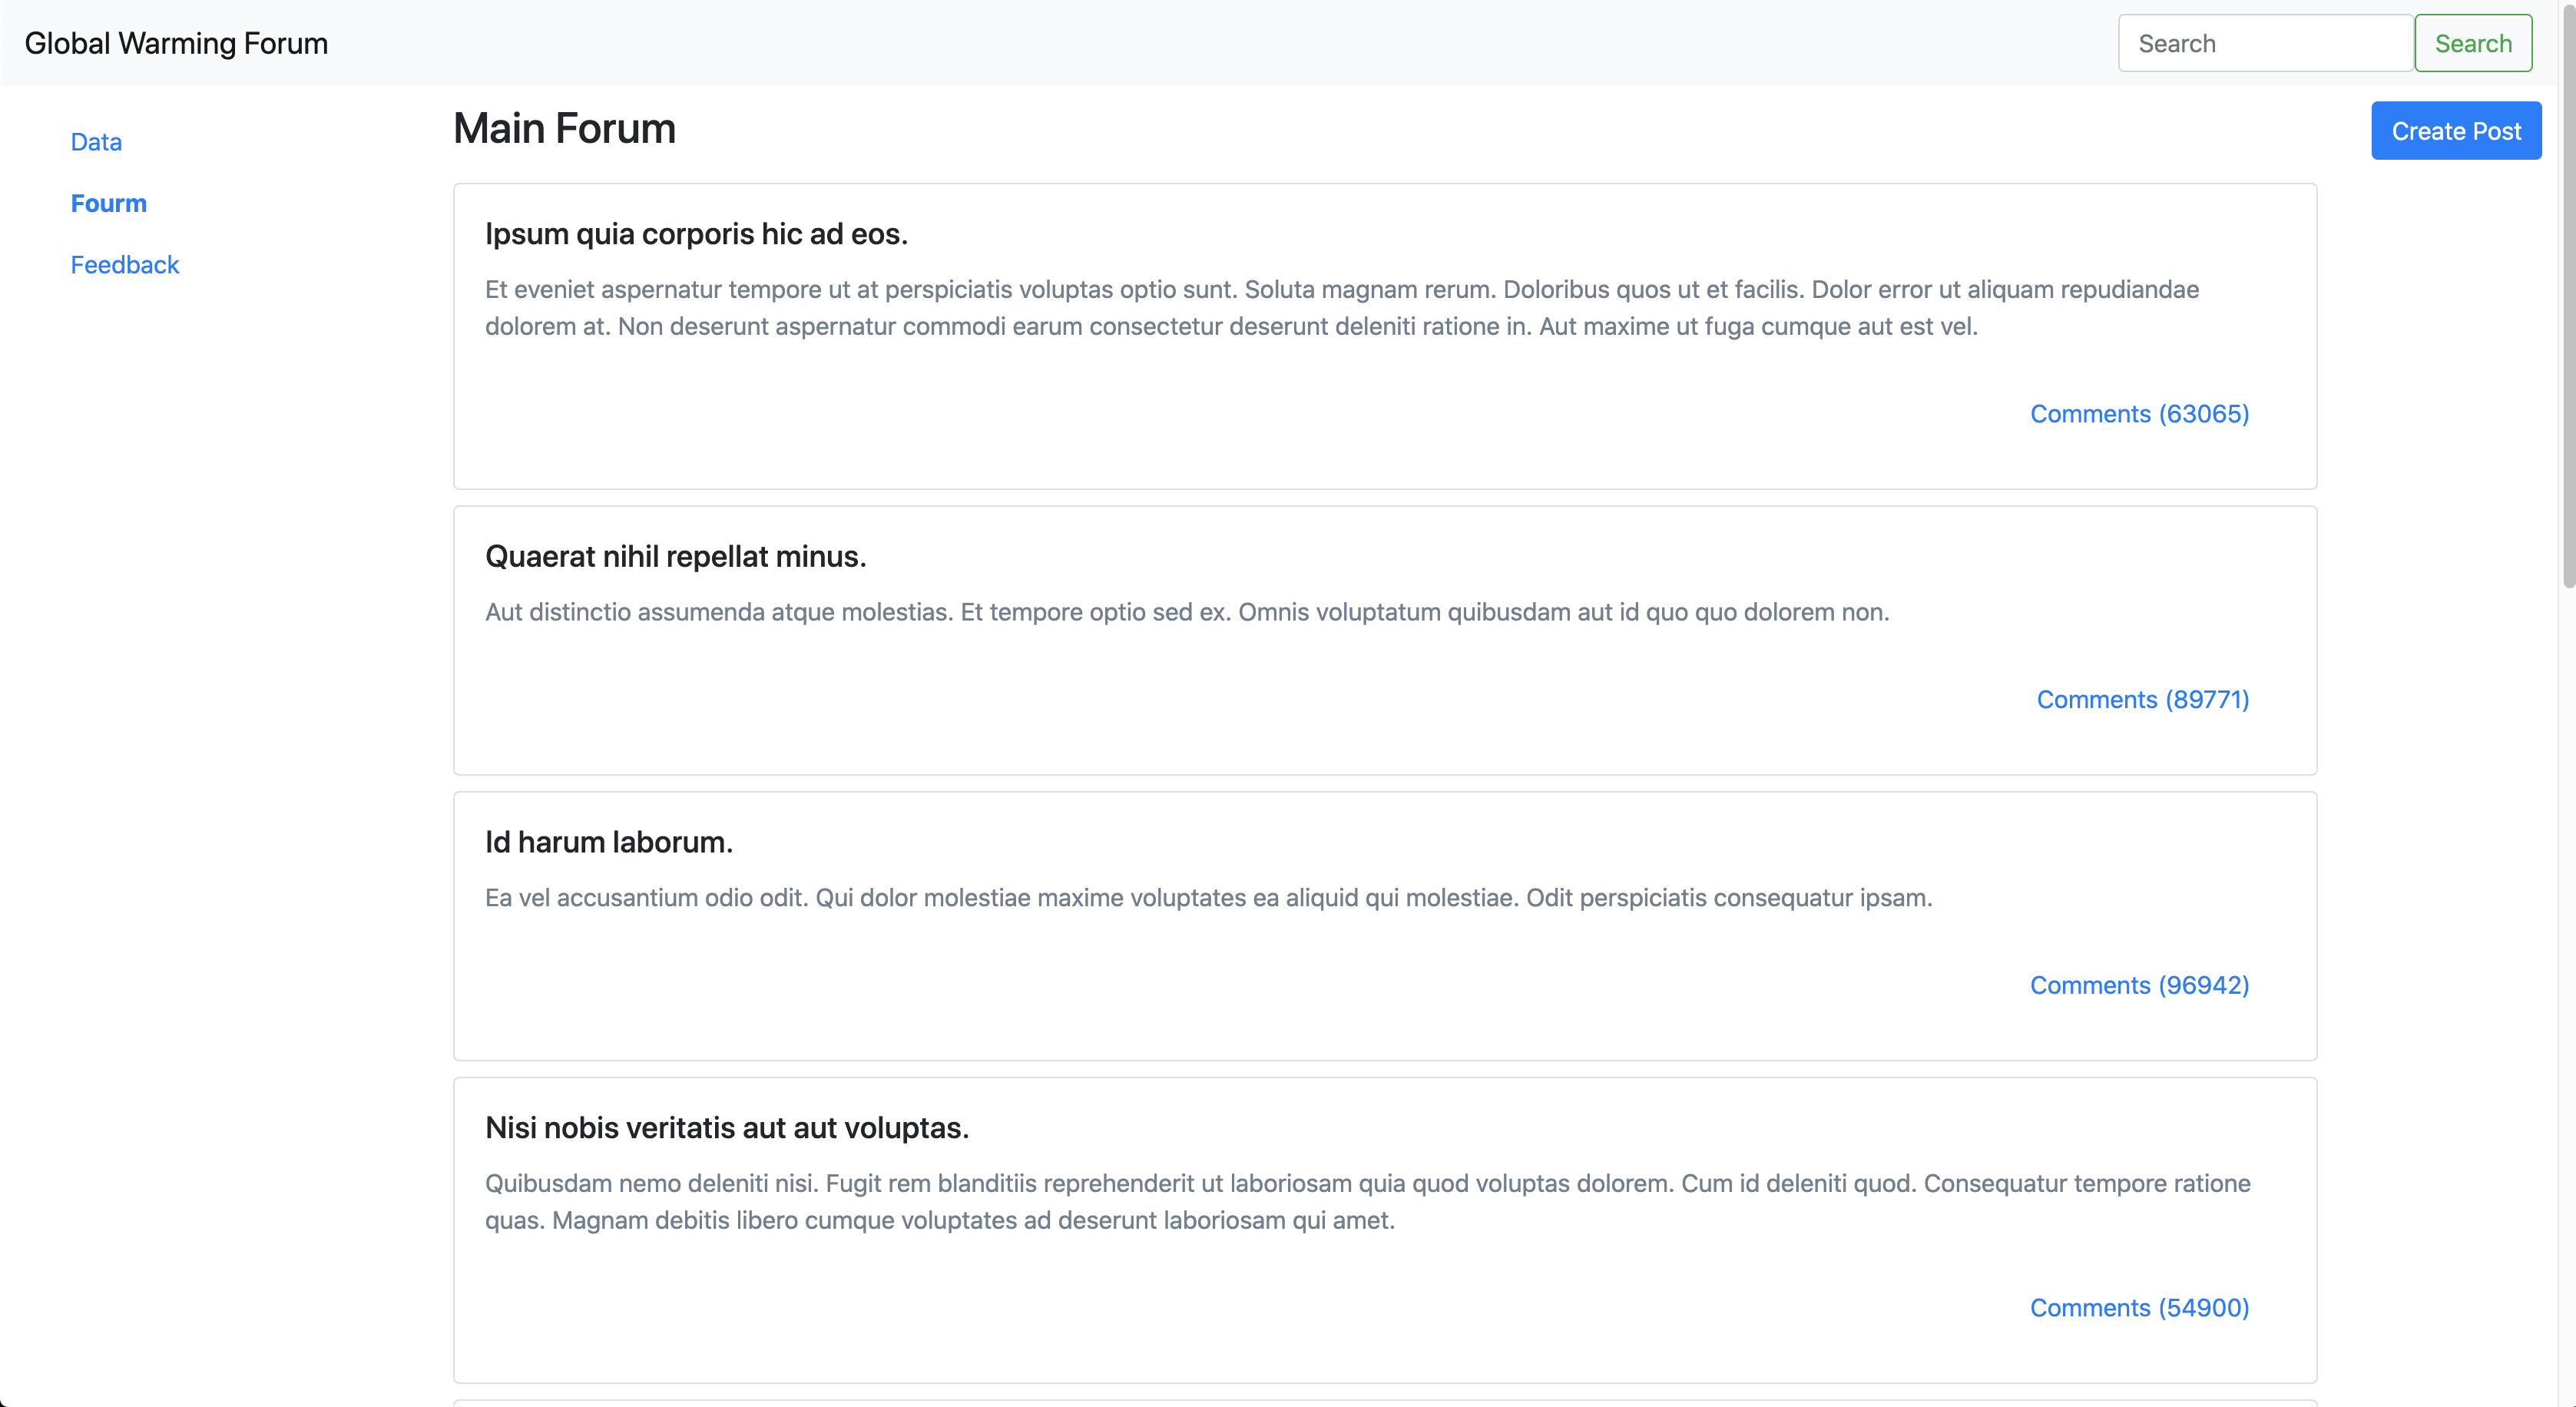 Global Warming Forum
Search
Search
Data
Fourm
Feedback
Main Forum
Create Post
Ipsum quia corporis hic ad eos.
Et eveniet aspernatur tempore ut at perspiciatis voluptas optio sunt. Soluta magnam rerum. Doloribus quos ut et facilis. Dolor error ut aliquam repudiandae
dolorem at. Non deserunt aspernatur commodi earum consectetur deserunt deleniti ratione in. Aut maxime ut fuga cumque aut est vel.
Comments (63065)
Quaerat nihil repellat minus.
Aut distinctio assumenda atque molestias. Et tempore optio sed ex. Omnis voluptatum quibusdam aut id quo quo dolorem non.
Comments (89771)
Id harum laborum.
Ea vel accusantium odio odit. Qui dolor molestiae maxime voluptates ea aliquid qui molestiae. Odit perspiciatis consequatur ipsam.
Comments (96942)
Nisi nobis veritatis aut aut voluptas.
Quibusdam nemo deleniti nisi. Fugit rem blanditiis reprehenderit ut laboriosam quia quod voluptas dolorem. Cum id deleniti quod. Consequatur tempore ratione
quas. Magnam debitis libero cumque voluptates ad deserunt laboriosam qui amet.
Comments (54900)